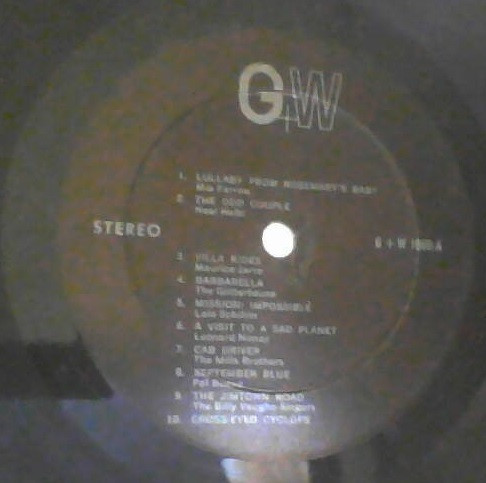 G+W
1. LULLABY FROM ROSEMARY'S BABY
Mia Farrow
2. THE ODD COUPLE
Neal Hefti
STEREO
G + W
3. VILLA RIDES
Maurice Jarre
4. BARBARELLA
The Glitterhouse
5. MISSION: IMPOSSIBLE
Lalo Schifrin
6. A VISIT TO A SAD PLANET
Leonard Nimoy
7. CAB DRIVER
The Mills Brothers
8. SEPTEMBER BLUE
Pat Boone
9. THE JIMTOWN ROAD
The Billy Vaughn Singers
10. CROSS-EYED CYCLOPS